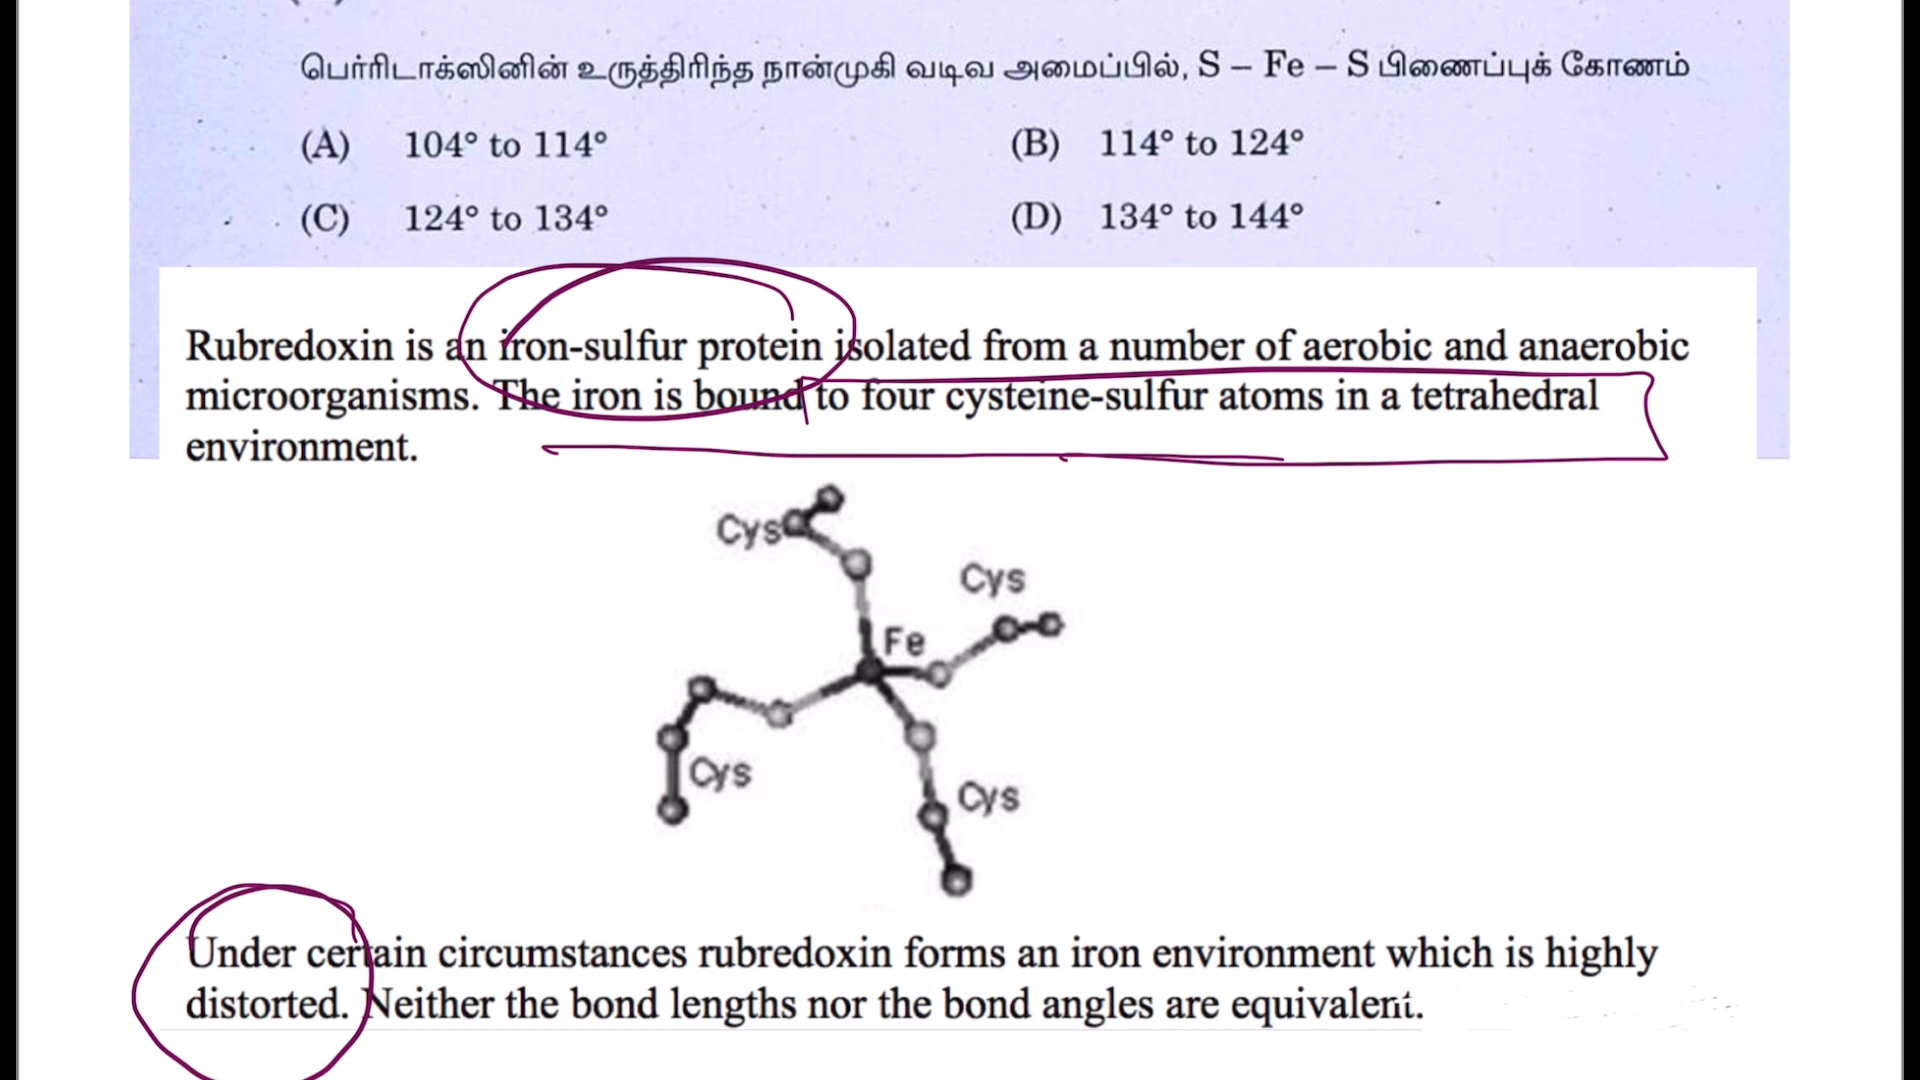 பெர்ரிடாக்ஸினின் உருத்திரிந்த நான்முகி வடிவ அமைப்பில், S – Fe – S பிணைப்புக் கோணம்
(A) 104° to 114° (B) 114° to 124°
(C) 124° to 134° (D) 134° to 144°
Rubredoxin is an iron-sulfur protein isolated from a number of aerobic and anaerobic
microorganisms. The iron is bound to four cysteine-sulfur atoms in a tetrahedral
environment.
Cys
Cys
Fe
Cys
Cys
Under certain circumstances rubredoxin forms an iron environment which is highly
distorted. Neither the bond lengths nor the bond angles are equivalent.